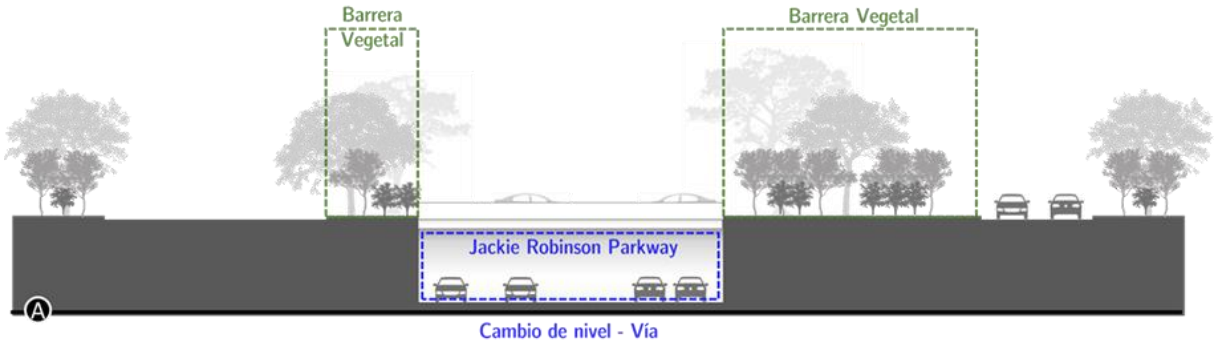 Barrera
Vegetal
Barrera Vegetal
Jackie Robinson Parkway
A
Cambio de nivel - Vía